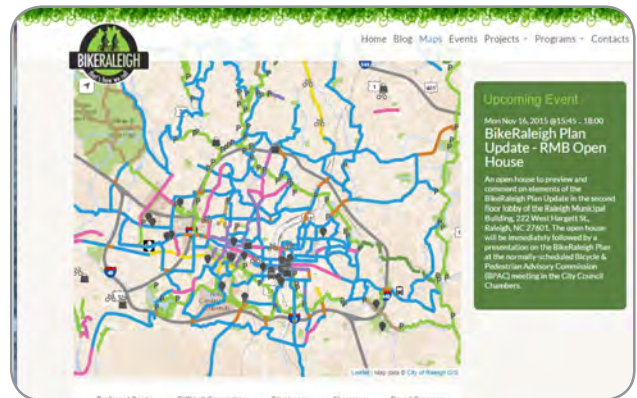 Home Blog Maps Events Projects Programs Contacts
BIKERALEIGH
that's how we roll
Upcoming Event
Mon Nov 16, 2015 @15:45 - 18:00
BikeRaleigh Plan
Update - RMB Open
House
An open house to preview and
comment on elements of the
BikeRaleigh Plan Update in the second
floor lobby of the Raleigh Municipal
Building, 222 West Hargett St.,
Raleigh, NC 27601. The open house
will be immediately followed by a
presentation on the BikeRaleigh Plan
at the normally-scheduled Bicycle &
Pedestrian Advisory Commission
(BPAC) meeting in the City Council
Chambers.
Leaflet | Map data © City of Raleigh GIS